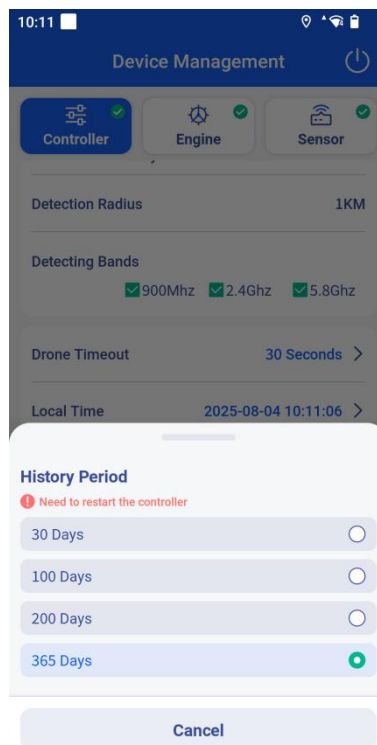 10:11
Device Management
Controller
Engine
Sensor
Detection Radius
1KM
Detecting Bands
900Mhz
2.4Ghz
5.8Ghz
Drone Timeout
30 Seconds
Local Time
2025-08-04 10:11:06
History Period
Need to restart the controller
30 Days
100 Days
200 Days
365 Days
Cancel